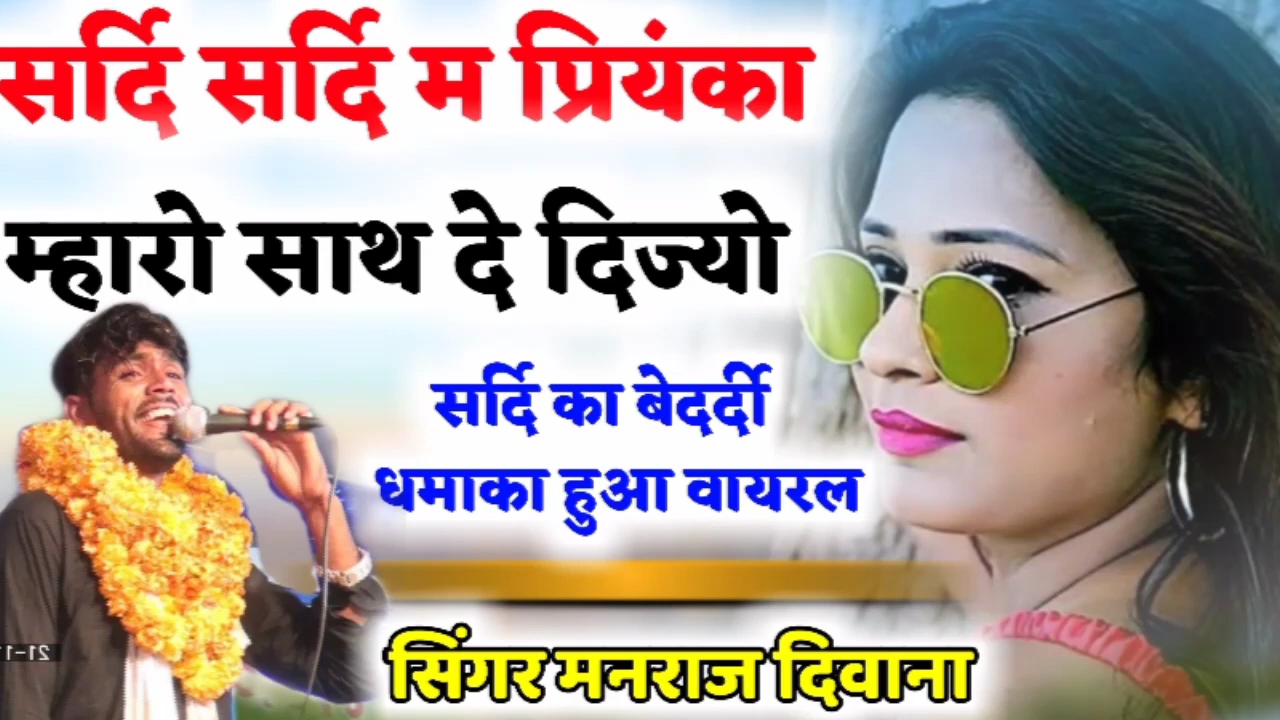 सर्दि सर्दि म प्रियंका
म्हारो साथ दे दिज्यो
सर्दि का बेदर्दी
धमाका हुआ वायरल
सिंगर मनराज दिवाना